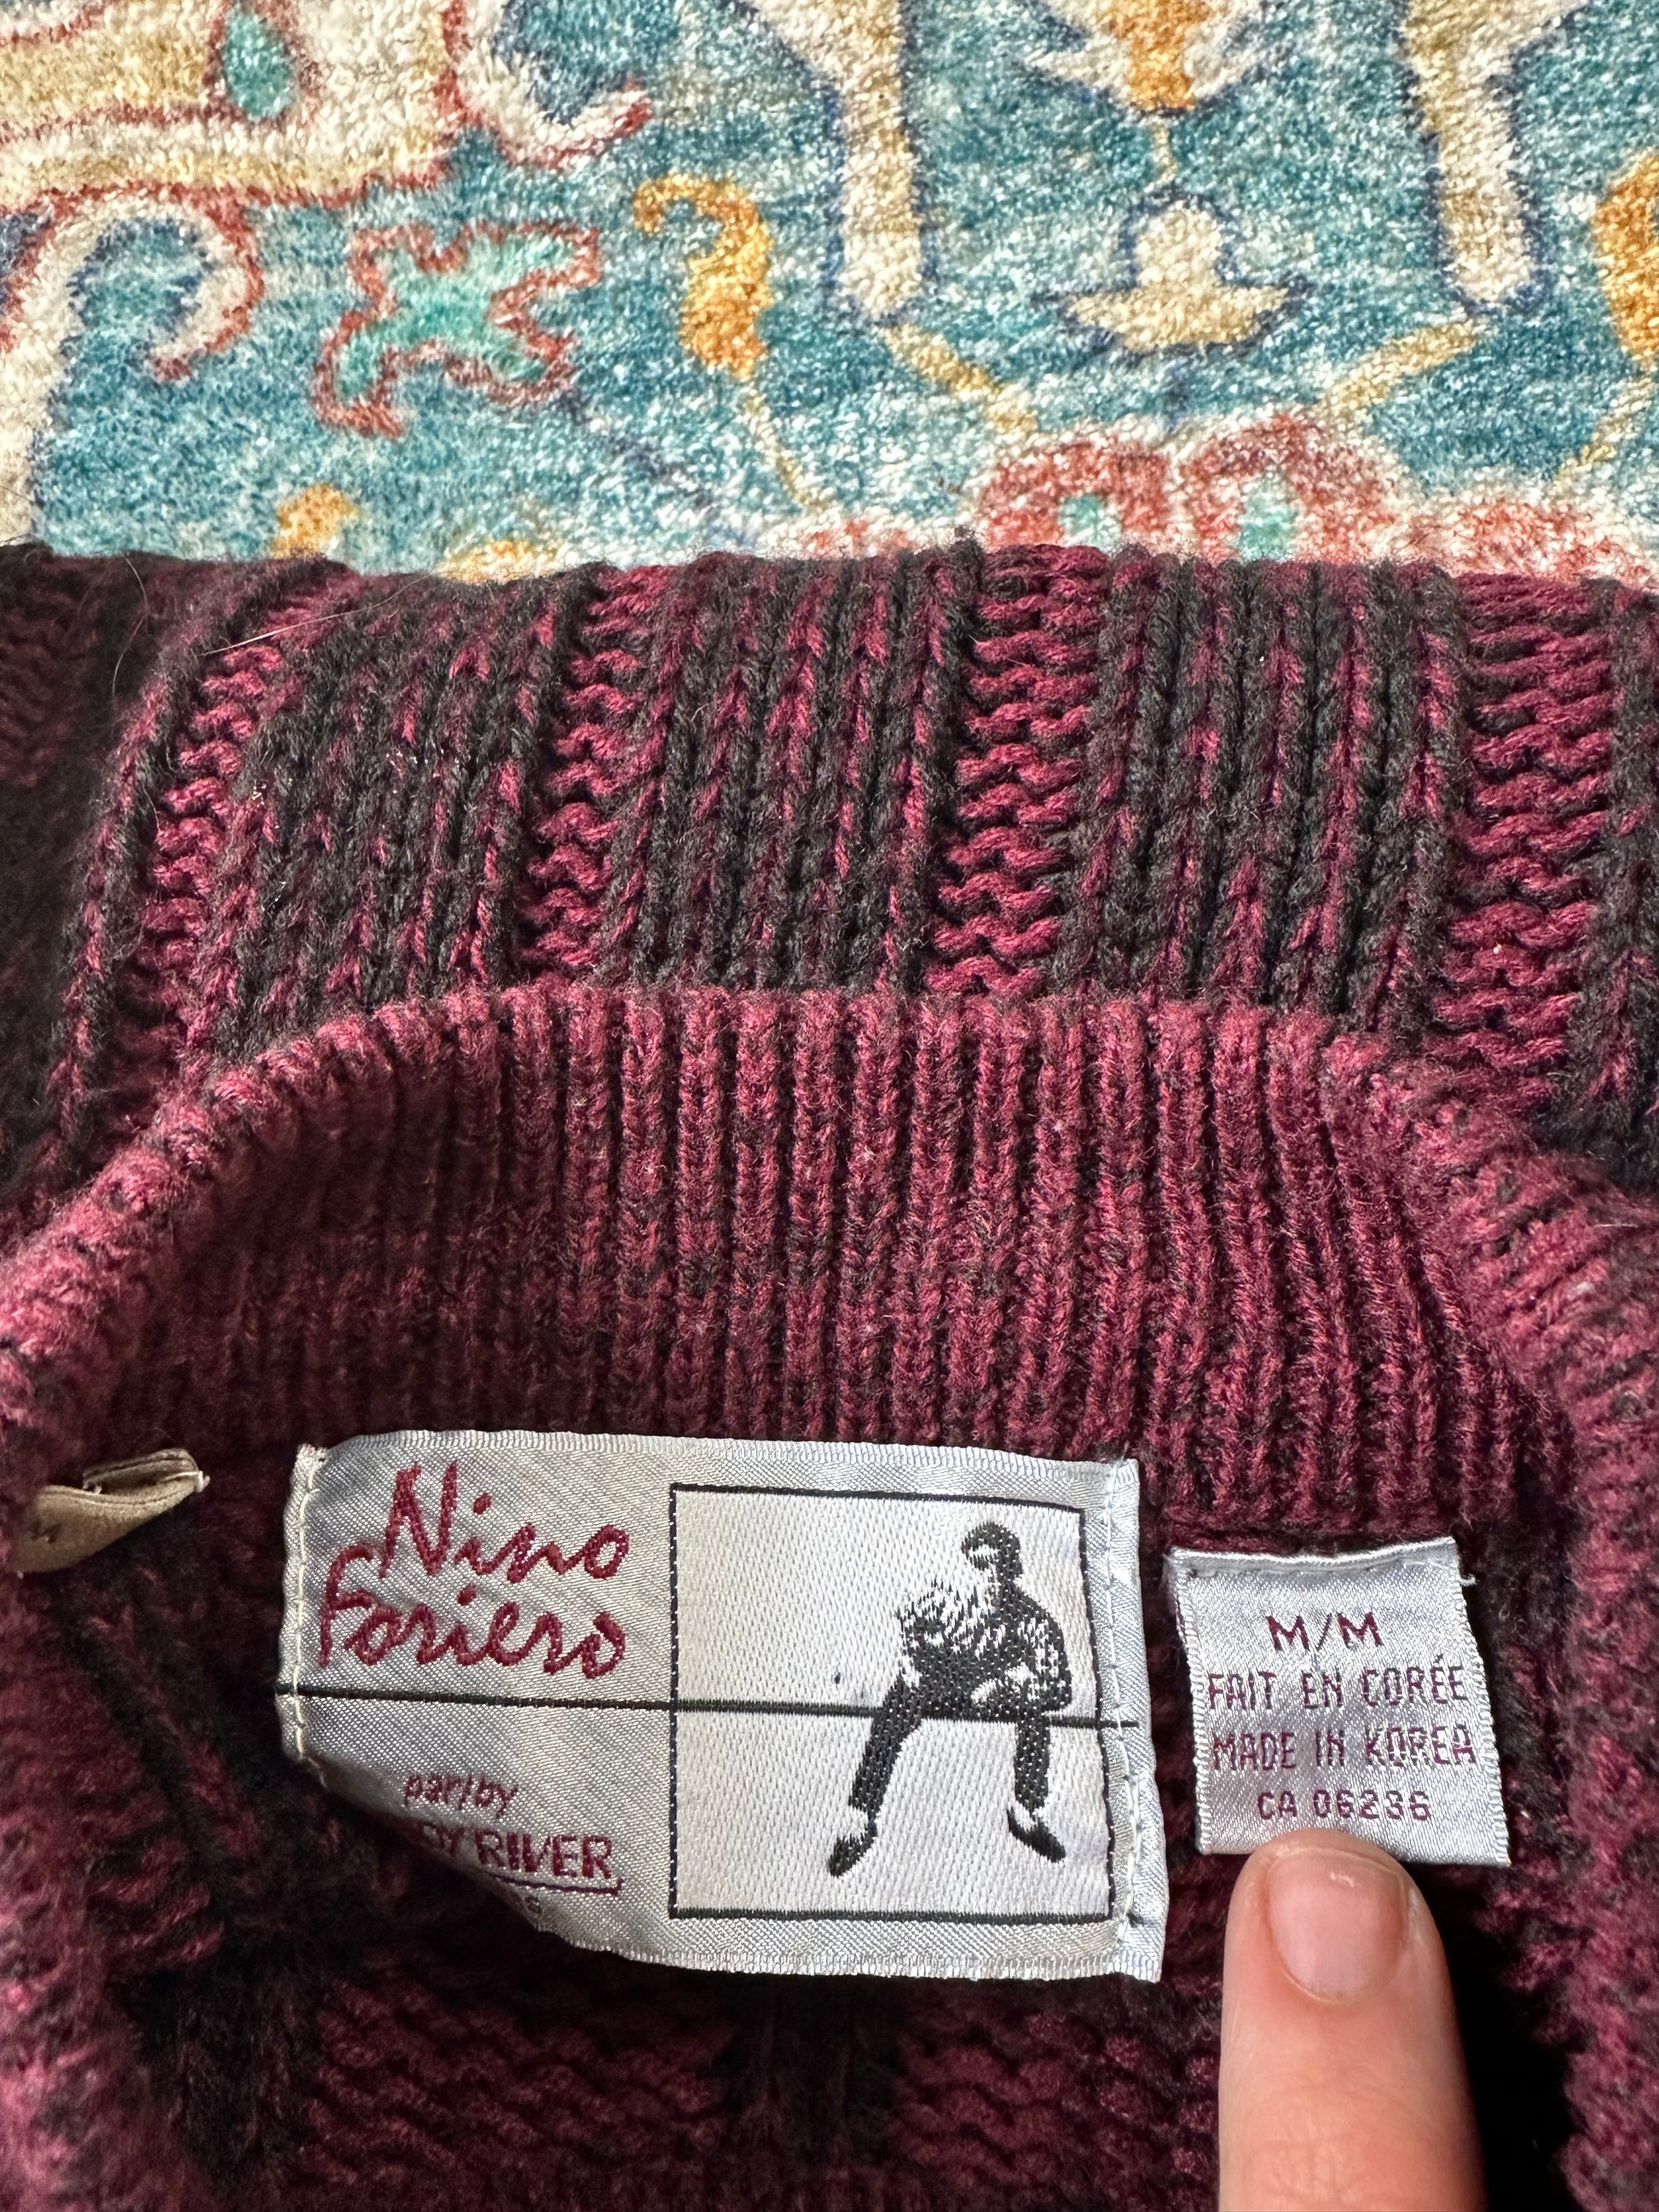 Nino
Foriero
par/by
RIVER
M/M
FAIT EN CORÉE
MADE IN KOREA
CA 06236